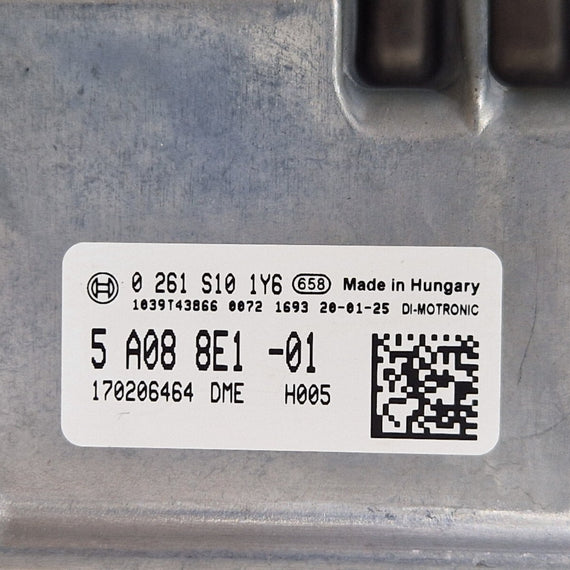 0 261 S10 1Y6 658 Made in Hungary
1039T43866 0072 1693 20-01-25 DI-MOTRONIC
5 A08 8E1 -01
170206464 DME H005